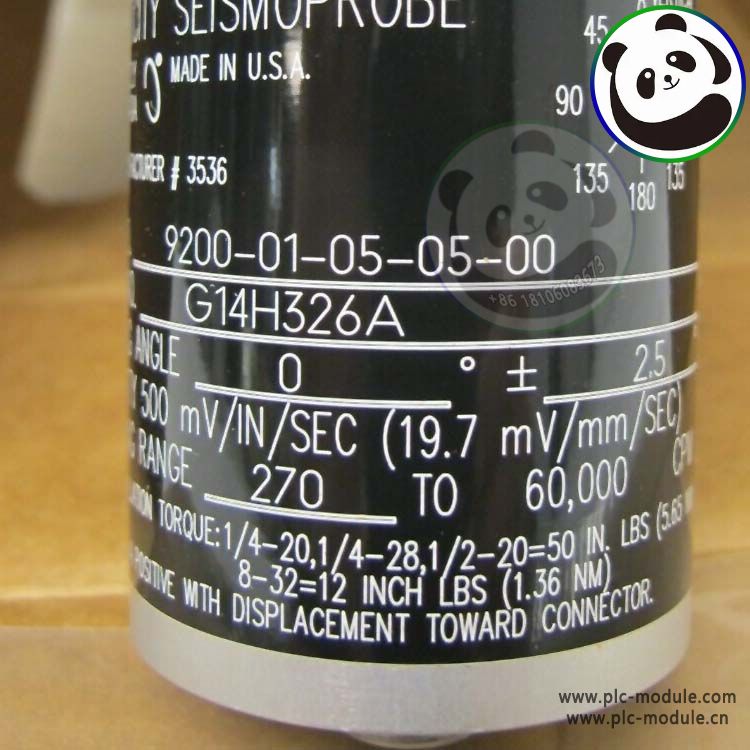 SEISMOPROBE
MADE IN U.S.A.
45
90
135 180 135
# 3536
9200-01-05-05-00
G14H326A
ANGLE 0 ° ± 2.5
500 mV/IN/SEC (19.7 mV/mm/SEC)
RANGE 270 TO 60,000
TORQUE:1/4-20,1/4-28,1/2-20=50 IN. LBS (5.65
8-32=12 INCH LBS (1.36 NM)
POSITIVE WITH DISPLACEMENT TOWARD CONNECTOR.
+86 18106093673
www.plc-module.com
www.plc-module.cn